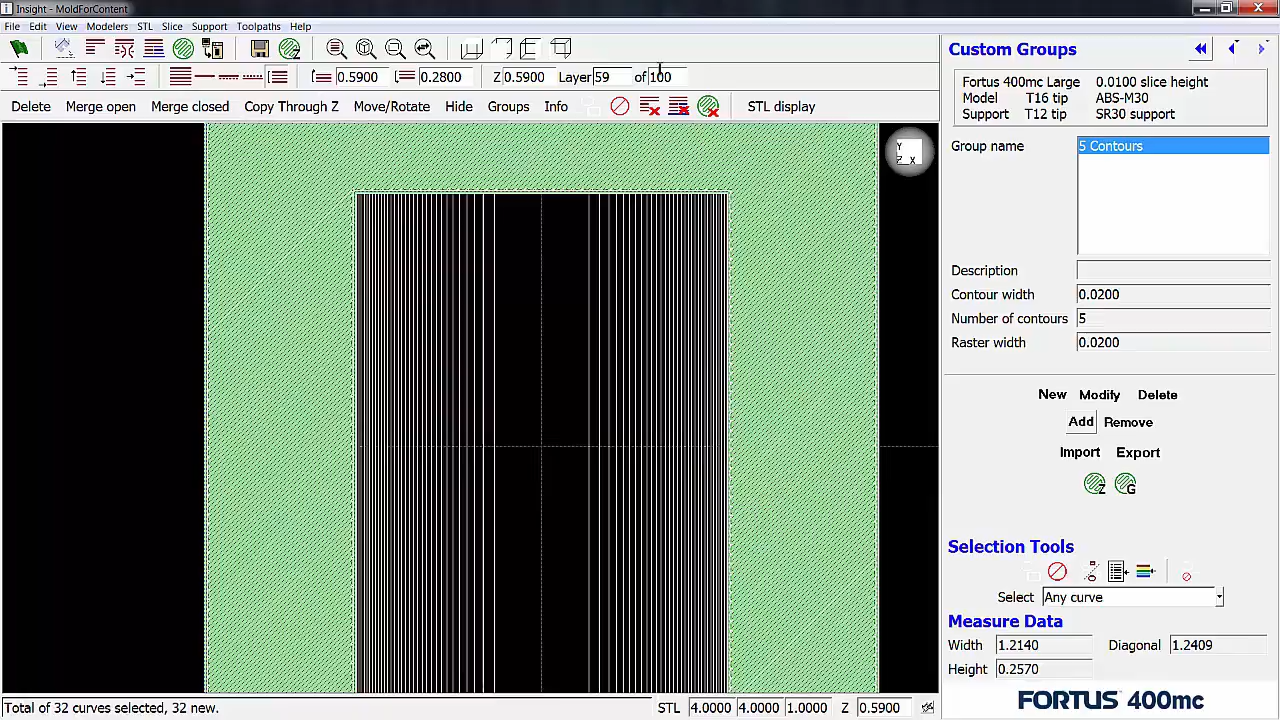 Insight - MoldForContent
File Edit View Modelers STL Slice Support Toolpaths Help
0.5900 0.2800 Z 0.5900 Layer 59 of 100
Delete Merge open Merge closed Copy Through Z Move/Rotate Hide Groups Info STL display
Y
Z X
Custom Groups
Fortus 400mc Large 0.0100 slice height
Model T16 tip ABS-M30
Support T12 tip SR30 support
Group name 5 Contours
Description
Contour width 0.0200
Number of contours 5
Raster width 0.0200
New Modify Delete
Add Remove
Import Export
Z G
Selection Tools
Select Any curve
Measure Data
Width 1.2140 Diagonal 1.2409
Height 0.2570
FORTUS 400mc
Total of 32 curves selected, 32 new. STL 4.0000 4.0000 1.0000 Z 0.5900